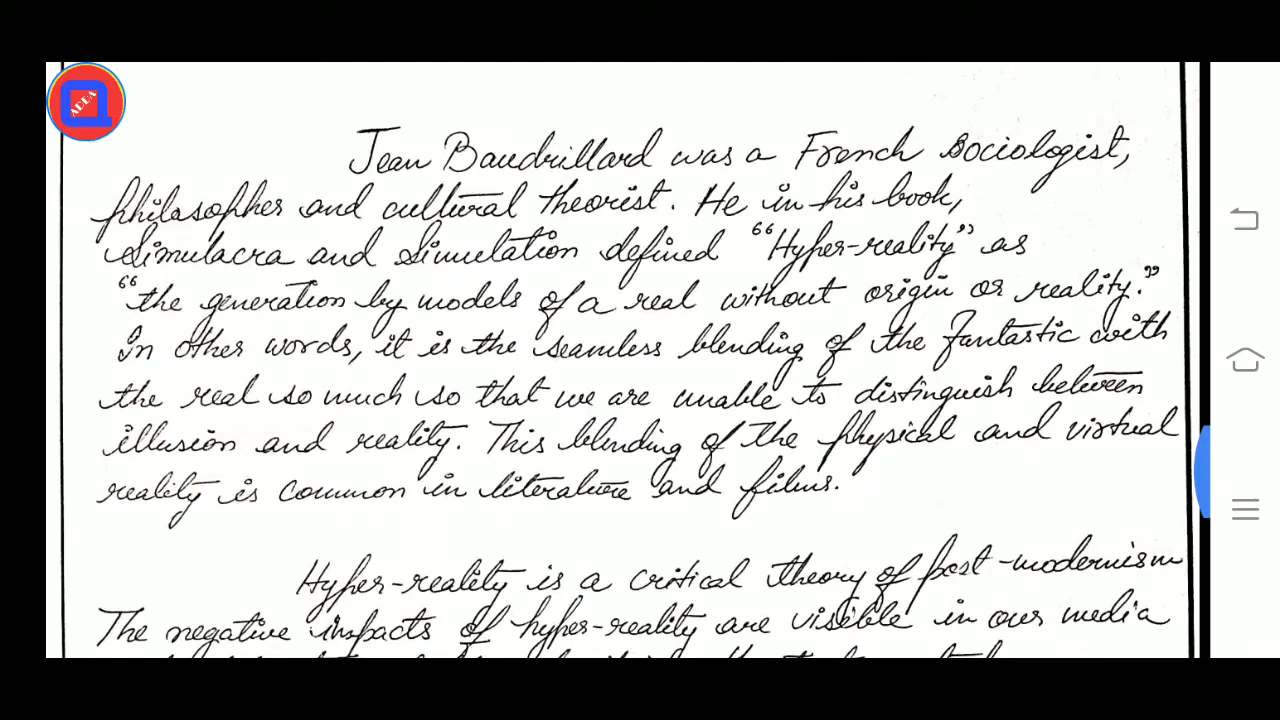 ADDA
Jean Baudrillard was a French sociologist,
philosopher and cultural theorist. He in his book,
Simulacra and Simulation defined "Hyper-reality" as
"the generation by models of a real without origin or reality."
In other words, it is the seamless blending of the fantastic with
the real so much so that we are unable to distinguish between
illusion and reality. This blending of the physical and virtual
reality is common in literature and films.
Hyper-reality is a critical theory of post-modernism
The negative impacts of hyper-reality are visible in our media